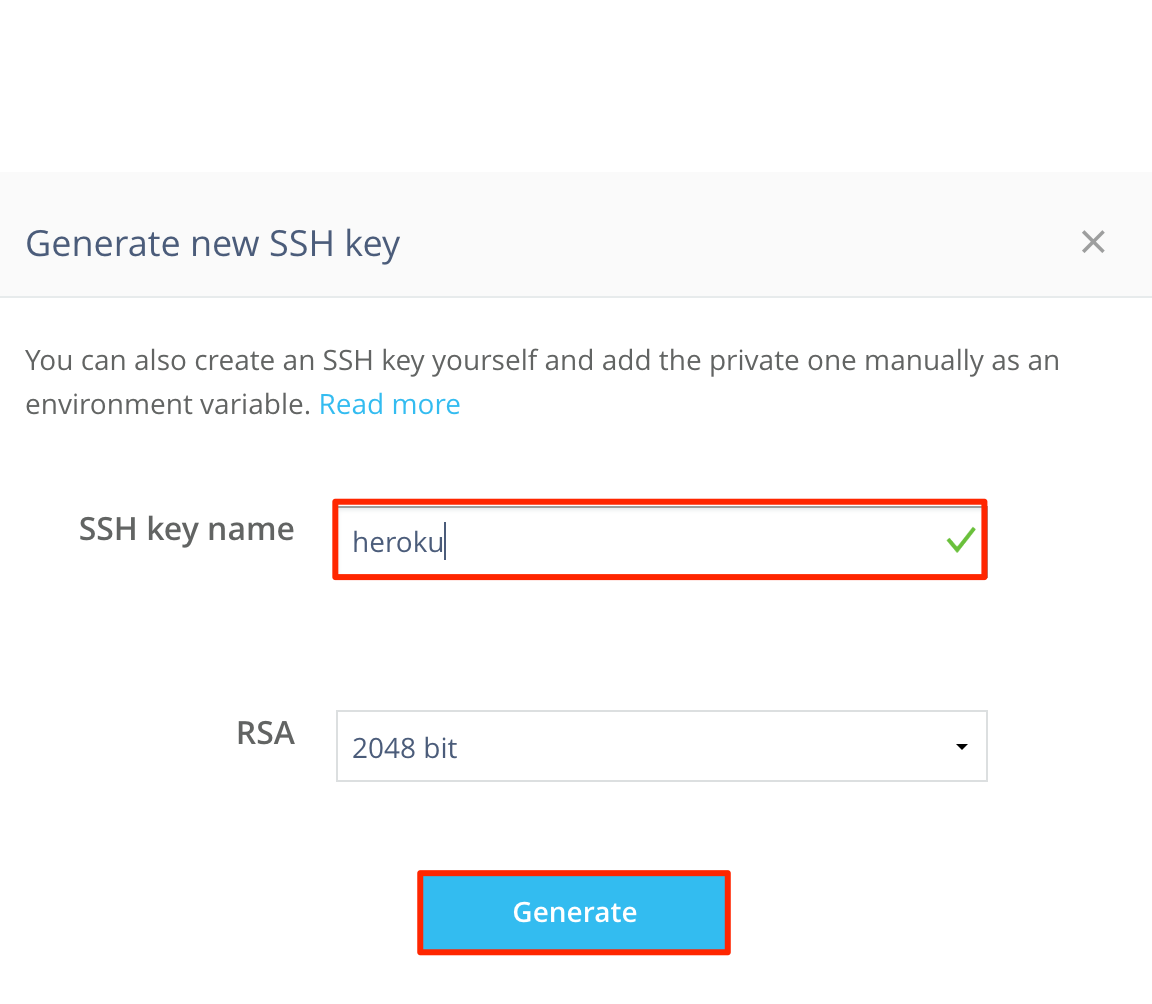 Generate new SSH key
You can also create an SSH key yourself and add the private one manually as an
environment variable. Read more
SSH key name
heroku
RSA
2048 bit
Generate